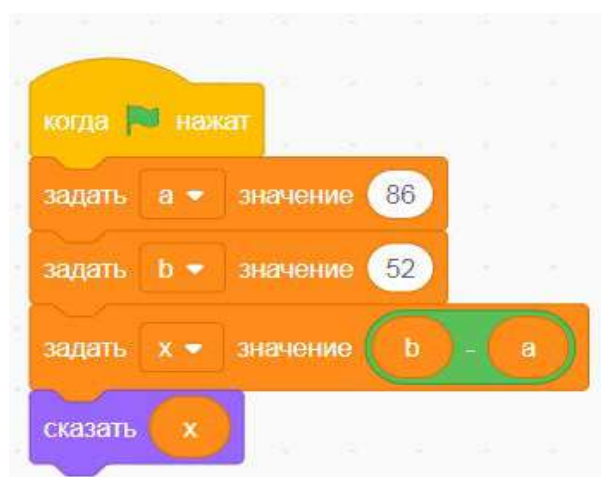 когда нажат
задать a значение 86
задать b значение 52
задать x значение b - a
сказать x